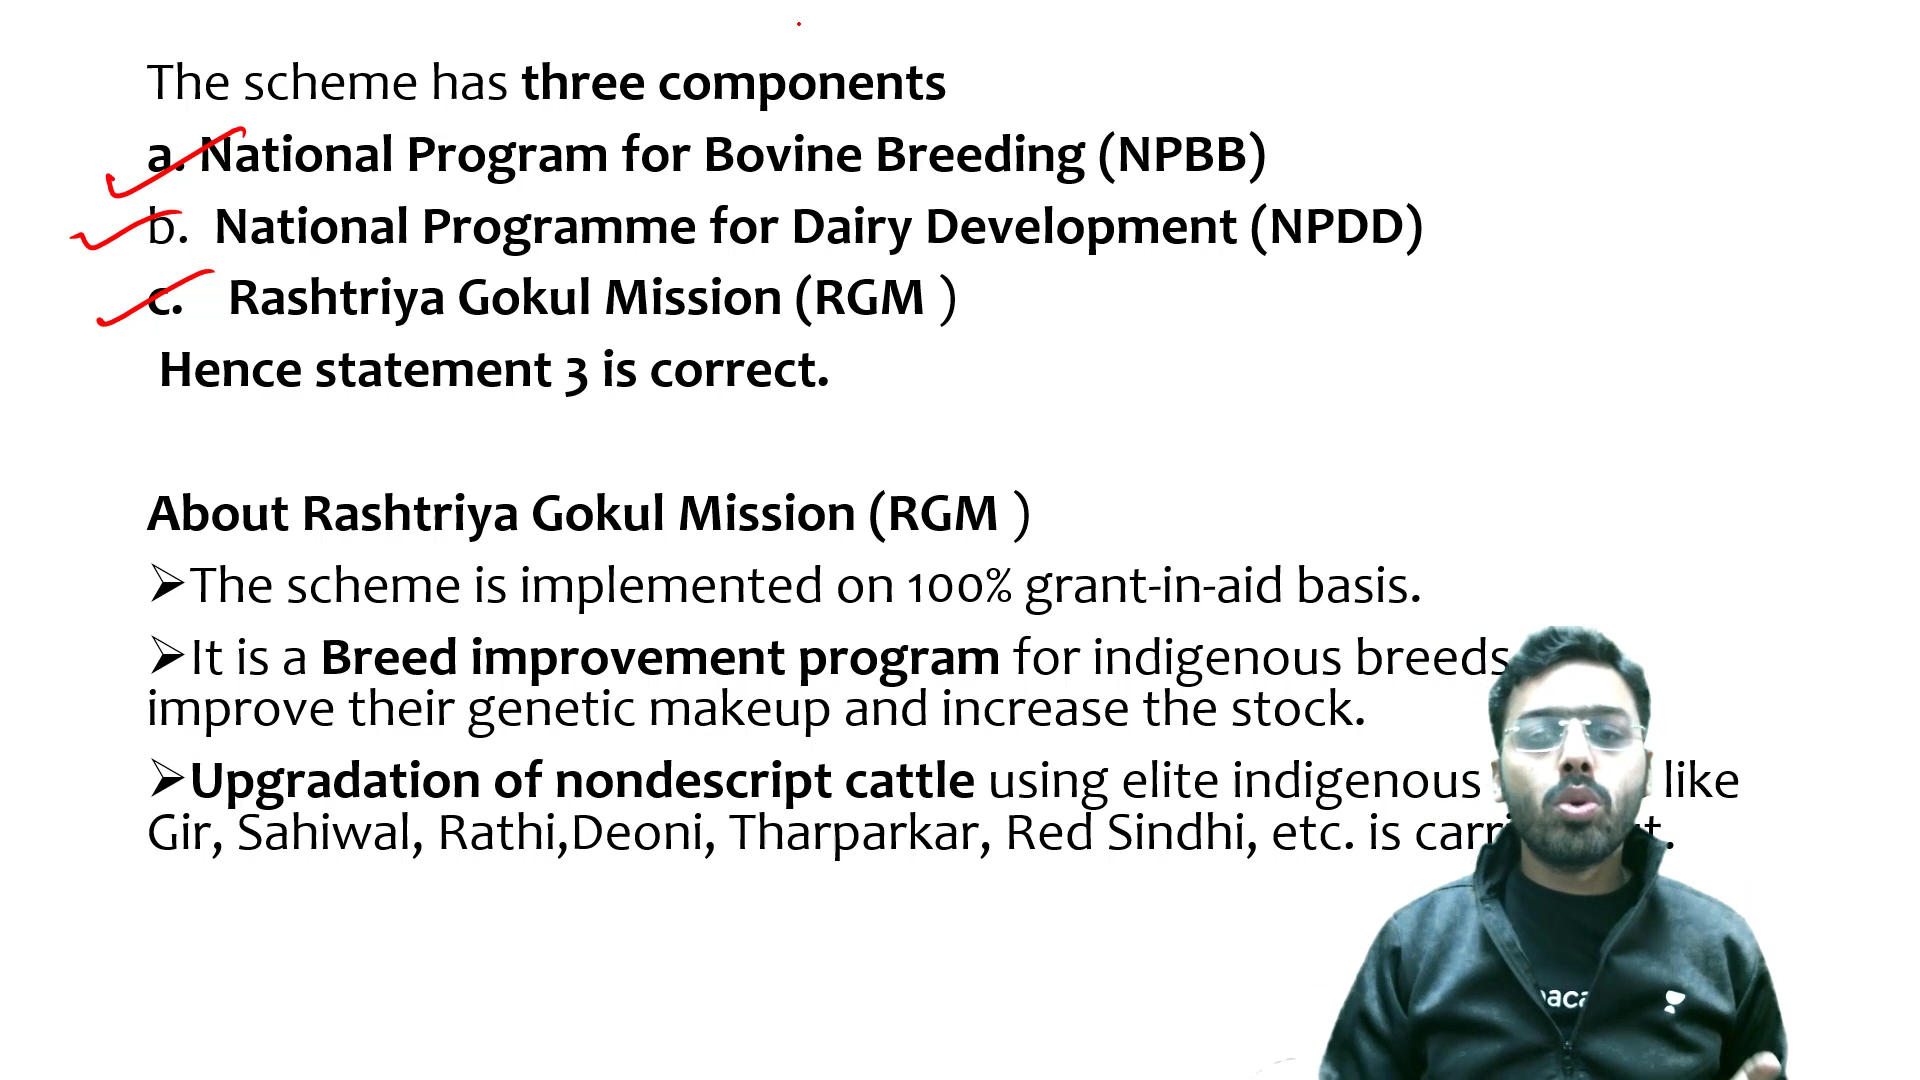 The scheme has three components
a. National Program for Bovine Breeding (NPBB)
b. National Programme for Dairy Development (NPDD)
c. Rashtriya Gokul Mission (RGM )
Hence statement 3 is correct.
About Rashtriya Gokul Mission (RGM )
➢The scheme is implemented on 100% grant-in-aid basis.
➢It is a Breed improvement program for indigenous breeds
improve their genetic makeup and increase the stock.
➢Upgradation of nondescript cattle using elite indigenous like
Gir, Sahiwal, Rathi,Deoni, Tharparkar, Red Sindhi, etc. is